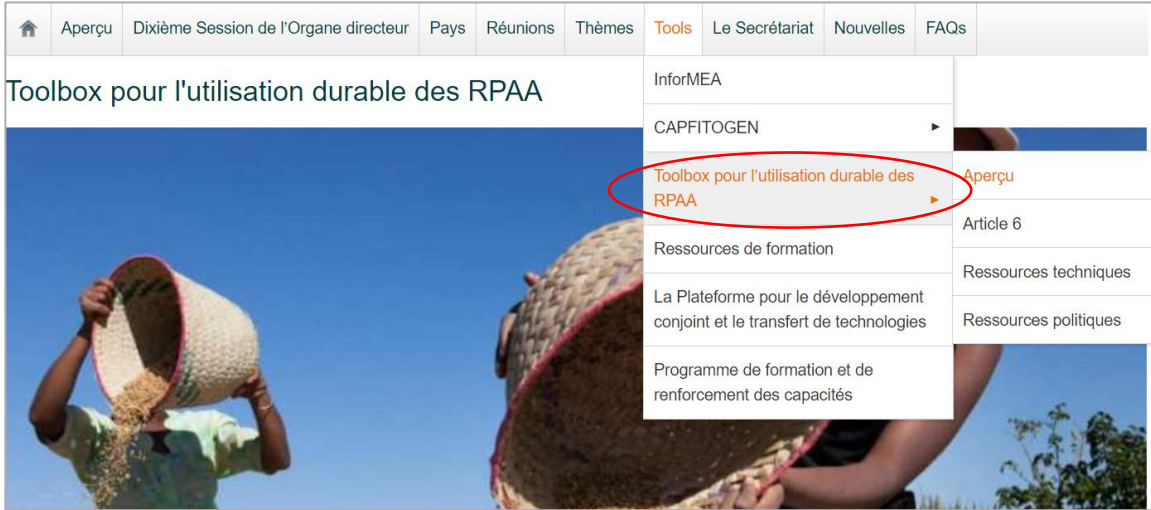 Aperçu Dixième Session de l'Organe directeur Pays Réunions Thèmes Tools Le Secrétariat Nouvelles FAQs
Toolbox pour l'utilisation durable des RPAA
InforMEA
CAPFITOGEN
Toolbox pour l'utilisation durable des
RPAA
Ressources de formation
La Plateforme pour le développement
conjoint et le transfert de technologies
Programme de formation et de
renforcement des capacités
Aperçu
Article 6
Ressources techniques
Ressources politiques